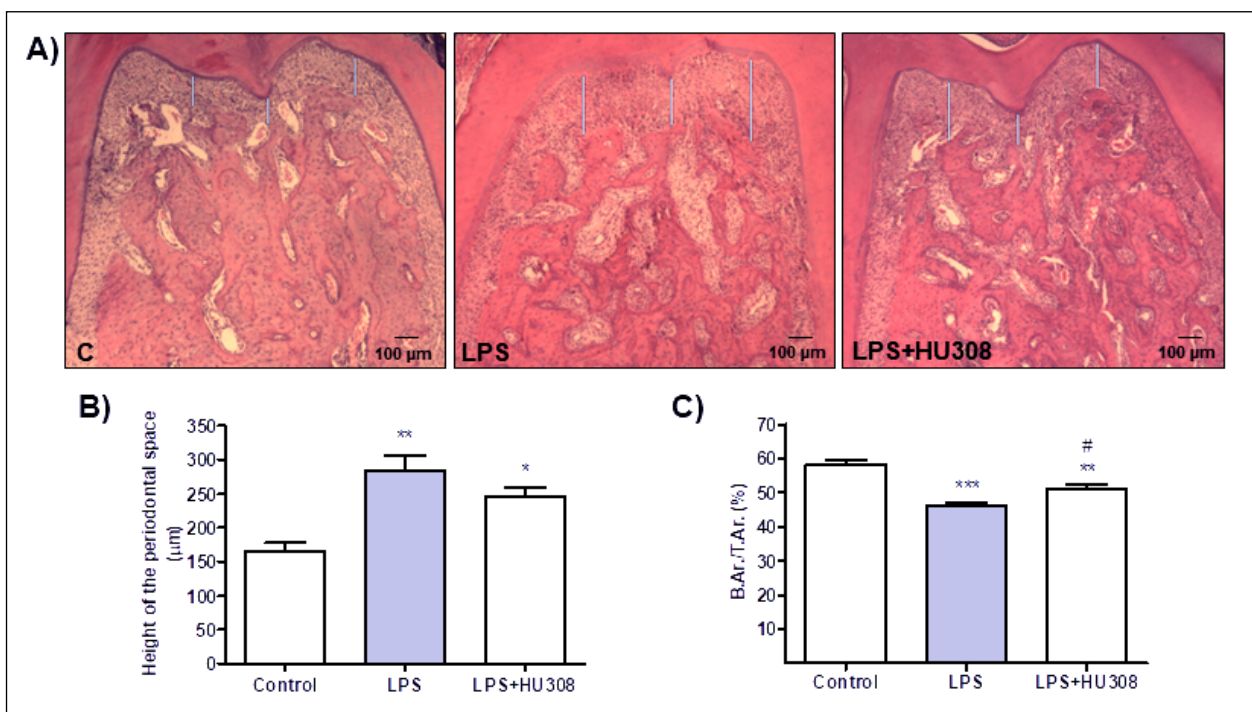 A)
C
100 µm
LPS
100 µm
LPS+HU308
100 µm
B)
Height of the periodontal space
(µm)
350
300
250
200
150
100
50
0
**
*
Control
LPS
LPS+HU308
C)
B.Ar./T.Ar. (%)
70
60
50
40
30
20
10
***
#
**
Control
LPS
LPS+HU308